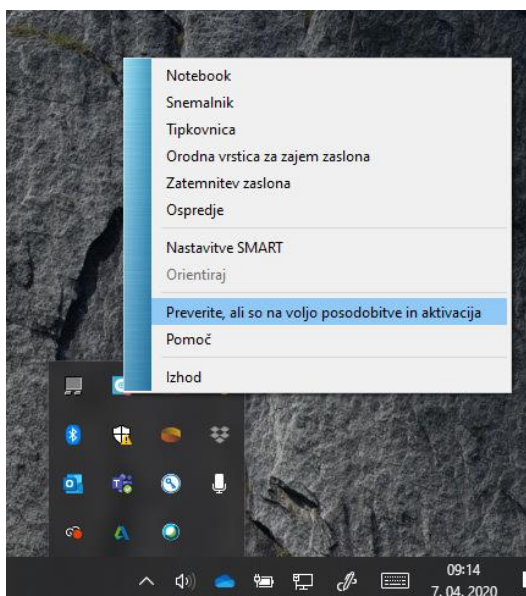 Notebook
Snemalnik
Tipkovnica
Orodna vrstica za zajem zaslona
Zatemnitev zaslona
Ospredje
Nastavitve SMART
Orientiraj
Preverite, ali so na voljo posodobitve in aktivacija
Pomoč
Izhod
09:14
7. 04. 2020